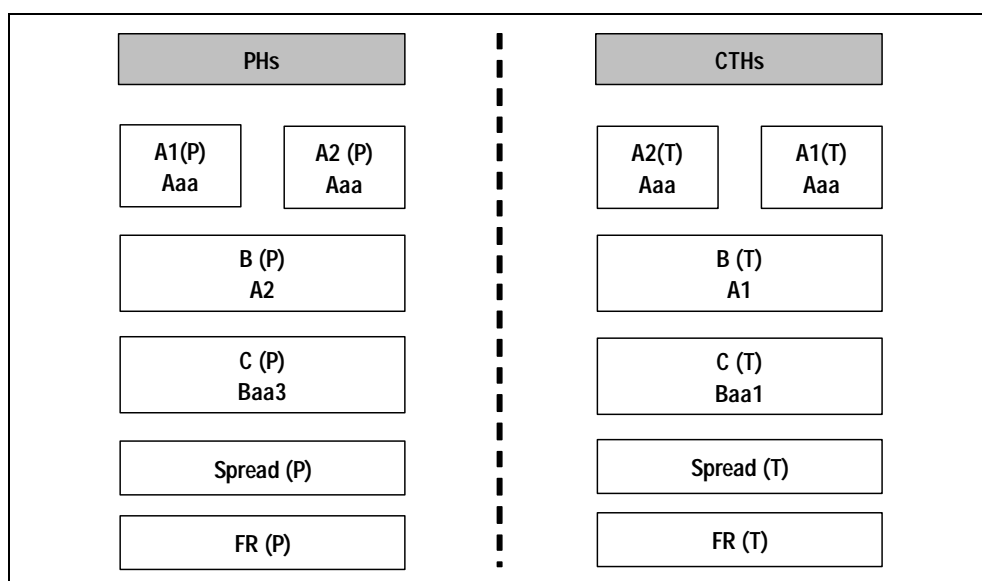 PHs
A1(P)
Aaa
A2 (P)
Aaa
B (P)
A2
C (P)
Baa3
Spread (P)
FR (P)
CTHs
A2(T)
Aaa
A1(T)
Aaa
B (T)
A1
C (T)
Baa1
Spread (T)
FR (T)